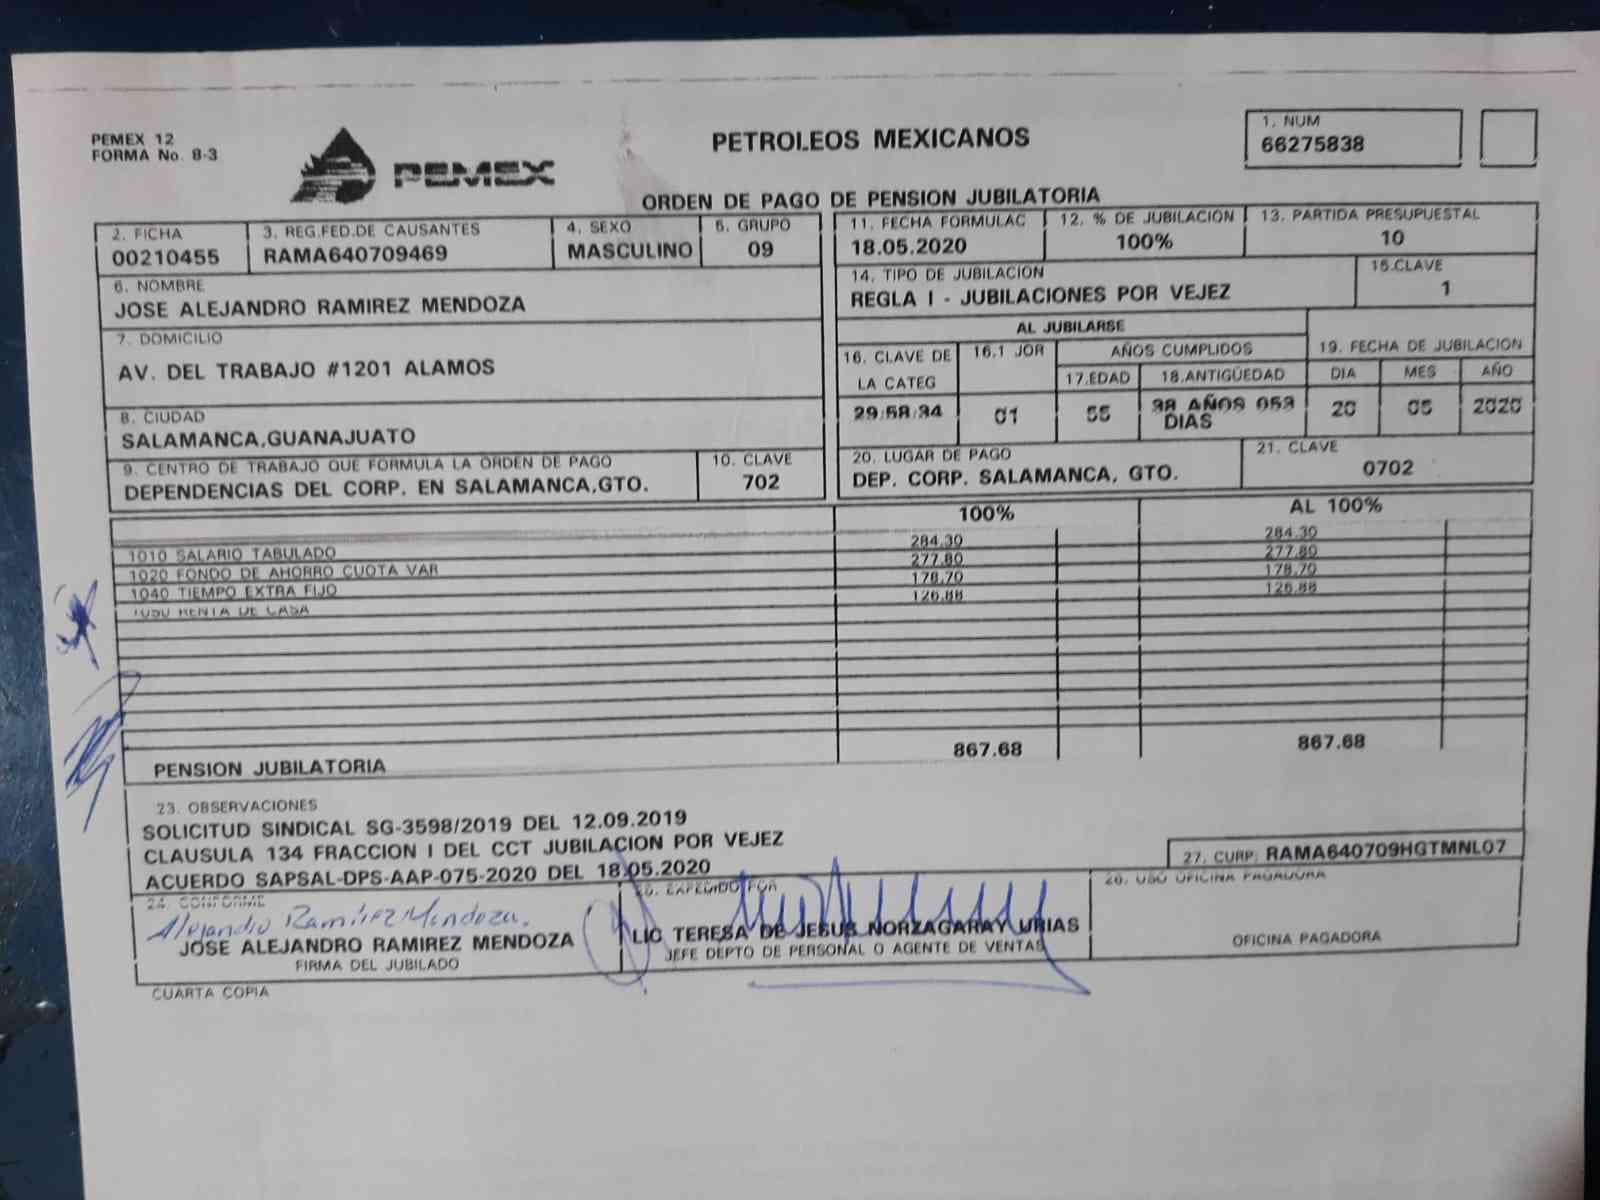 PEMEX 12
FORMA No. 8-3
PEMEX
PETROLEOS MEXICANOS
ORDEN DE PAGO DE PENSION JUBILATORIA
1. NUM
66275838
2. FICHA
00210455
3. REG.FED.DE CAUSANTES
RAMA640709469
4. SEXO
MASCULINO
5. GRUPO
09
6. NOMBRE
JOSE ALEJANDRO RAMIREZ MENDOZA
7. DOMICILIO
AV. DEL TRABAJO #1201 ALAMOS
8. CIUDAD
SALAMANCA,GUANAJUATO
9. CENTRO DE TRABAJO QUE FORMULA LA ORDEN DE PAGO
DEPENDENCIAS DEL CORP. EN SALAMANCA,GTO.
10. CLAVE
702
11. FECHA FORMULAC
18.05.2020
12. % DE JUBILACION
100%
13. PARTIDA PRESUPUESTAL
10
14. TIPO DE JUBILACION
REGLA I - JUBILACIONES POR VEJEZ
15.CLAVE
1
AL JUBILARSE
16. CLAVE DE
LA CATEG
29.58.34
16.1 JOR
01
AÑOS CUMPLIDOS
17.EDAD
55
18.ANTIGÜEDAD
38 AÑOS 053
DIAS
19. FECHA DE JUBILACION
DIA MES AÑO
20 05 2020
20. LUGAR DE PAGO
DEP. CORP. SALAMANCA, GTO.
21. CLAVE
0702
100% AL 100%
1010 SALARIO TABULADO 284.30 284.30
1020 FONDO DE AHORRO CUOTA VAR 277.80 277.80
1040 TIEMPO EXTRA FIJO 178.70 178.70
1050 RENTA DE CASA 126.88 126.88
PENSION JUBILATORIA 867.68 867.68
23. OBSERVACIONES
SOLICITUD SINDICAL SG-3598/2019 DEL 12.09.2019
CLAUSULA 134 FRACCION I DEL CCT JUBILACION POR VEJEZ
ACUERDO SAPSAL-DPS-AAP-075-2020 DEL 18.05.2020
27. CURP: RAMA640709HGTMNL07
24. CONFORME
Alejandro Ramirez Mendoza.
JOSE ALEJANDRO RAMIREZ MENDOZA
FIRMA DEL JUBILADO
25. EXPEDIDO POR
LIC TERESA DE JESUS NORZAGARAY URIAS
JEFE DEPTO DE PERSONAL O AGENTE DE VENTAS
26. USO OFICINA PAGADORA
OFICINA PAGADORA
CUARTA COPIA